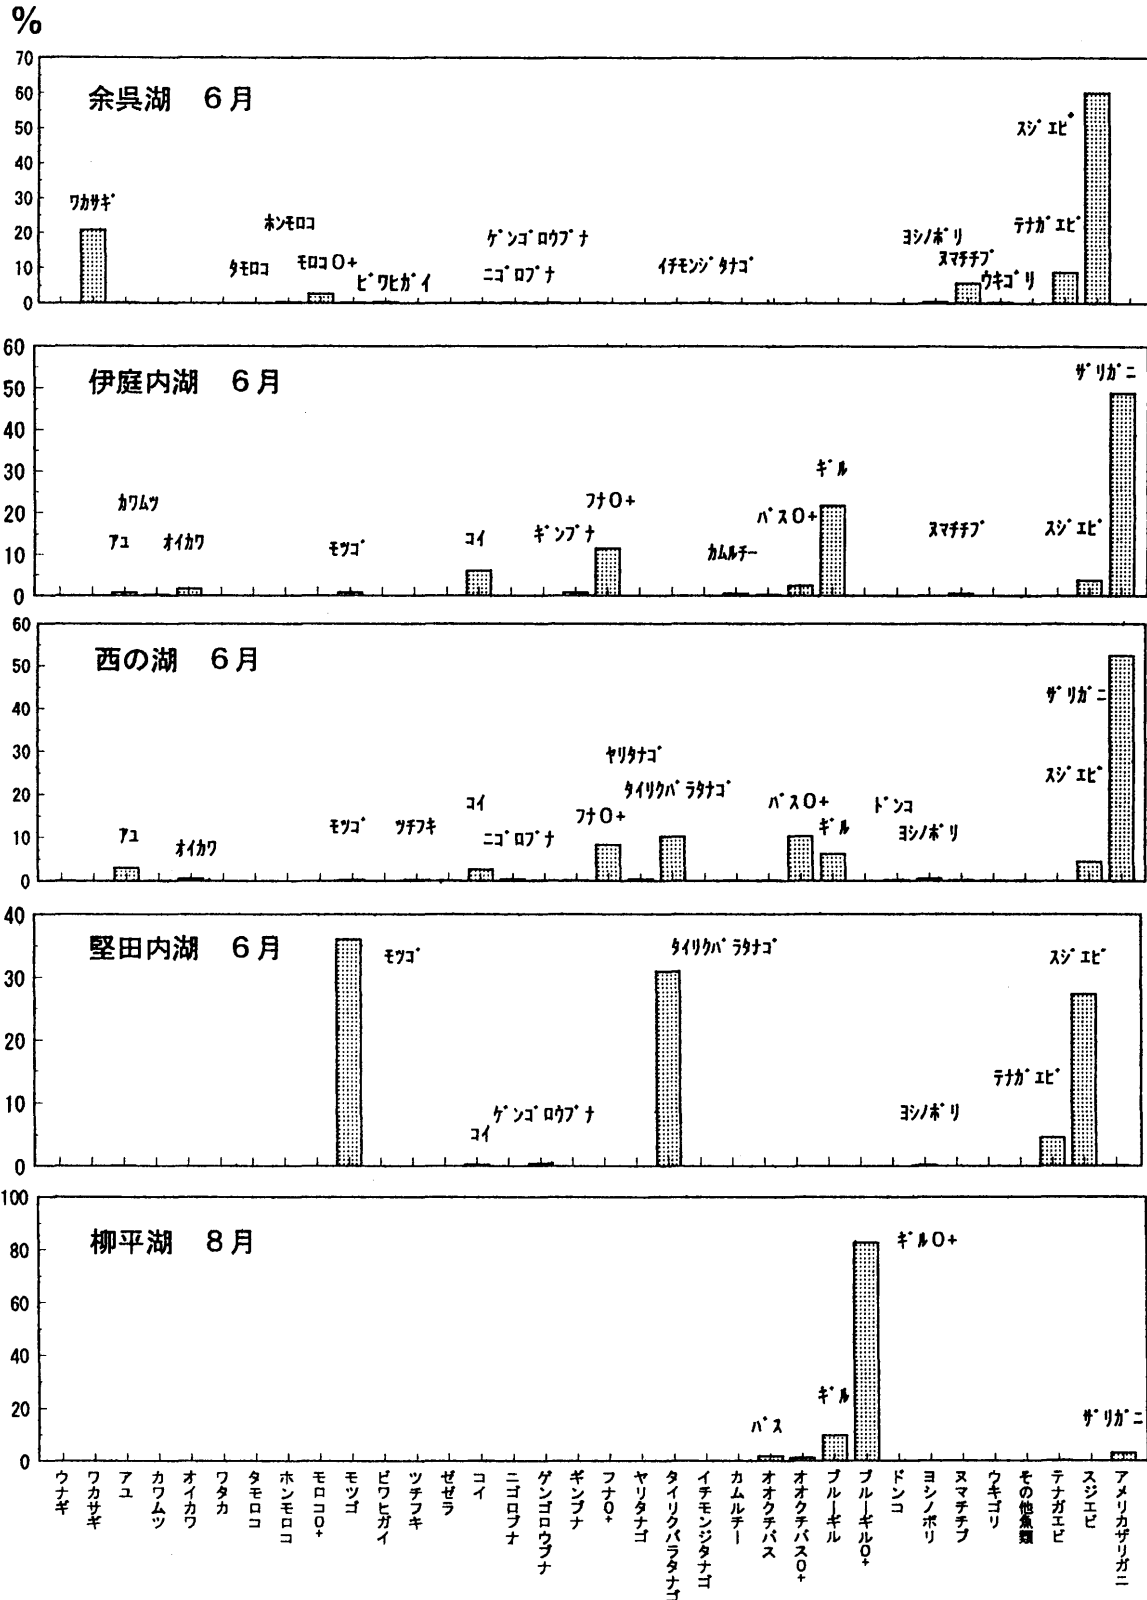 %
70
60
50
40
30
20
10
0
余呉湖 6月
ワカサギ
タモロコ
ホンモロコ
モロコ0+
ビワヒガイ
ゲンゴロウブナ
ニゴロブナ
イチモンジタナゴ
ヨシノボリ
ヌマチチブ
ウキゴリ
テナガエビ
スジエビ
60
50
40
30
20
10
0
伊庭内湖 6月
カワムツ
アユ
オイカワ
モツゴ
コイ
ギンブナ
フナ0+
カムルチー
バス0+
ギル
ヌマチチブ
スジエビ
ザリガニ
60
50
40
30
20
10
0
西の湖 6月
アユ
オイカワ
モツゴ
ツチフキ
コイ
ニゴロブナ
フナ0+
ヤリタナゴ
タイリクバラタナゴ
バス0+
ギル
ドンコ
ヨシノボリ
スジエビ
ザリガニ
40
30
20
10
0
堅田内湖 6月
モツゴ
コイ
ゲンゴロウブナ
タイリクバラタナゴ
ヨシノボリ
テナガエビ
スジエビ
100
80
60
40
20
0
柳平湖 8月
バス
ギル
ギル0+
ザリガニ
ウナギ
ワカサギ
アユ
カワムツ
オイカワ
ワタカ
タモロコ
ホンモロコ
モロコ0+
モツゴ
ビワヒガイ
ツチフキ
ゼゼラ
コイ
ニゴロブナ
ゲンゴロウブナ
ギンブナ
フナ0+
ヤリタナゴ
タイリクバラタナゴ
イチモンジタナゴ
カムルチー
オオクチバス
オオクチバス0+
ブルーギル
ブルーギル0+
ドンコ
ヨシノボリ
ヌマチチブ
ウキゴリ
その他魚類
テナガエビ
スジエビ
アメリカザリガニ